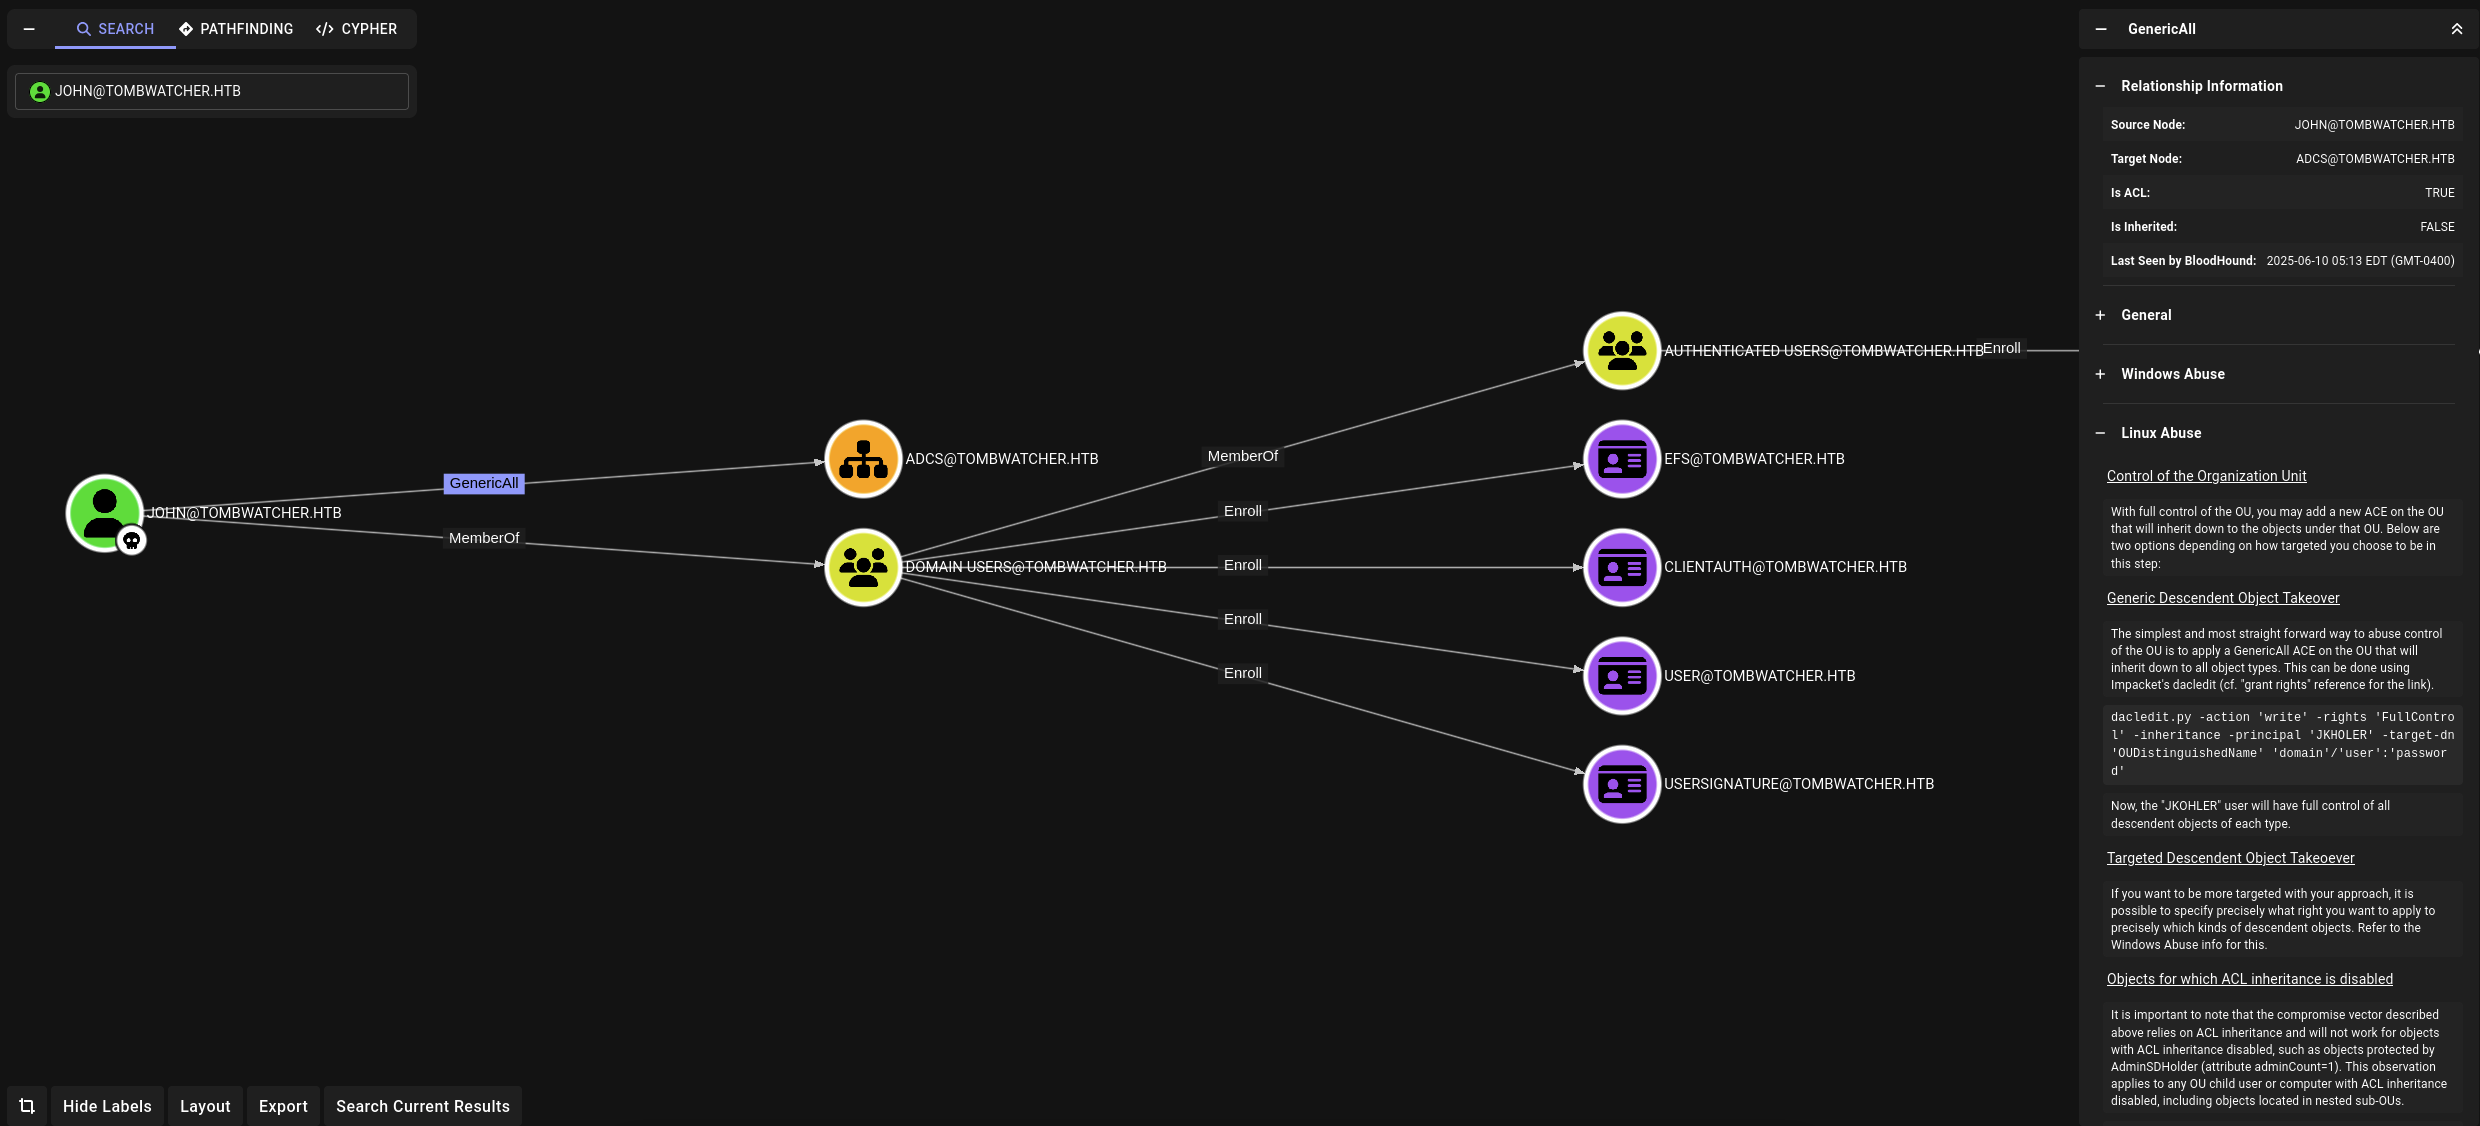 SEARCH
PATHFINDING
CYPHER
JOHN@TOMBWATCHER.HTB
JOHN@TOMBWATCHER.HTB
GenericAll
MemberOf
ADCS@TOMBWATCHER.HTB
DOMAIN USERS@TOMBWATCHER.HTB
MemberOf
Enroll
Enroll
Enroll
Enroll
AUTHENTICATED USERS@TOMBWATCHER.HTB
Enroll
EFS@TOMBWATCHER.HTB
CLIENTAUTH@TOMBWATCHER.HTB
USER@TOMBWATCHER.HTB
USERSIGNATURE@TOMBWATCHER.HTB
Hide Labels
Layout
Export
Search Current Results
GenericAll
Relationship Information
Source Node: JOHN@TOMBWATCHER.HTB
Target Node: ADCS@TOMBWATCHER.HTB
Is ACL: TRUE
Is Inherited: FALSE
Last Seen by BloodHound: 2025-06-10 05:13 EDT (GMT-0400)
General
Windows Abuse
Linux Abuse
Control of the Organization Unit
With full control of the OU, you may add a new ACE on the OU
that will inherit down to the objects under that OU. Below are
two options depending on how targeted you choose to be in
this step:
Generic Descendent Object Takeover
The simplest and most straight forward way to abuse control
of the OU is to apply a GenericAll ACE on the OU that will
inherit down to all object types. This can be done using
Impacket's dacledit (cf. "grant rights" reference for the link).
dacledit.py -action 'write' -rights 'FullContro
l' -inheritance -principal 'JKHOLER' -target-dn
'OUDistinguishedName' 'domain'/'user':'passwor
d'
Now, the "JKOHLER" user will have full control of all
descendent objects of each type.
Targeted Descendent Object Takeoever
If you want to be more targeted with your approach, it is
possible to specify precisely what right you want to apply to
precisely which kinds of descendent objects. Refer to the
Windows Abuse info for this.
Objects for which ACL inheritance is disabled
It is important to note that the compromise vector described
above relies on ACL inheritance and will not work for objects
with ACL inheritance disabled, such as objects protected by
AdminSDHolder (attribute adminCount=1). This observation
applies to any OU child user or computer with ACL inheritance
disabled, including objects located in nested sub-OUs.